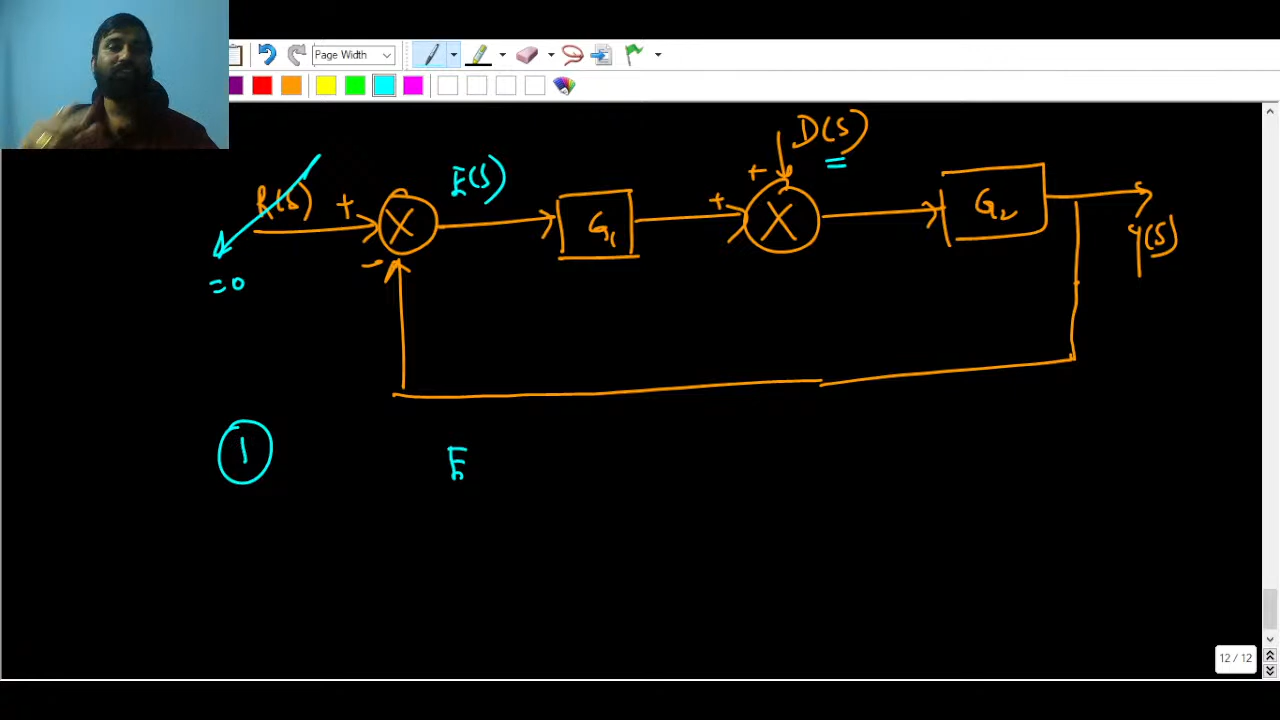 Page Width
D(s)
R(s) + E(s) + + G1 G2
=0 - Y(s)
1 E
12 / 12